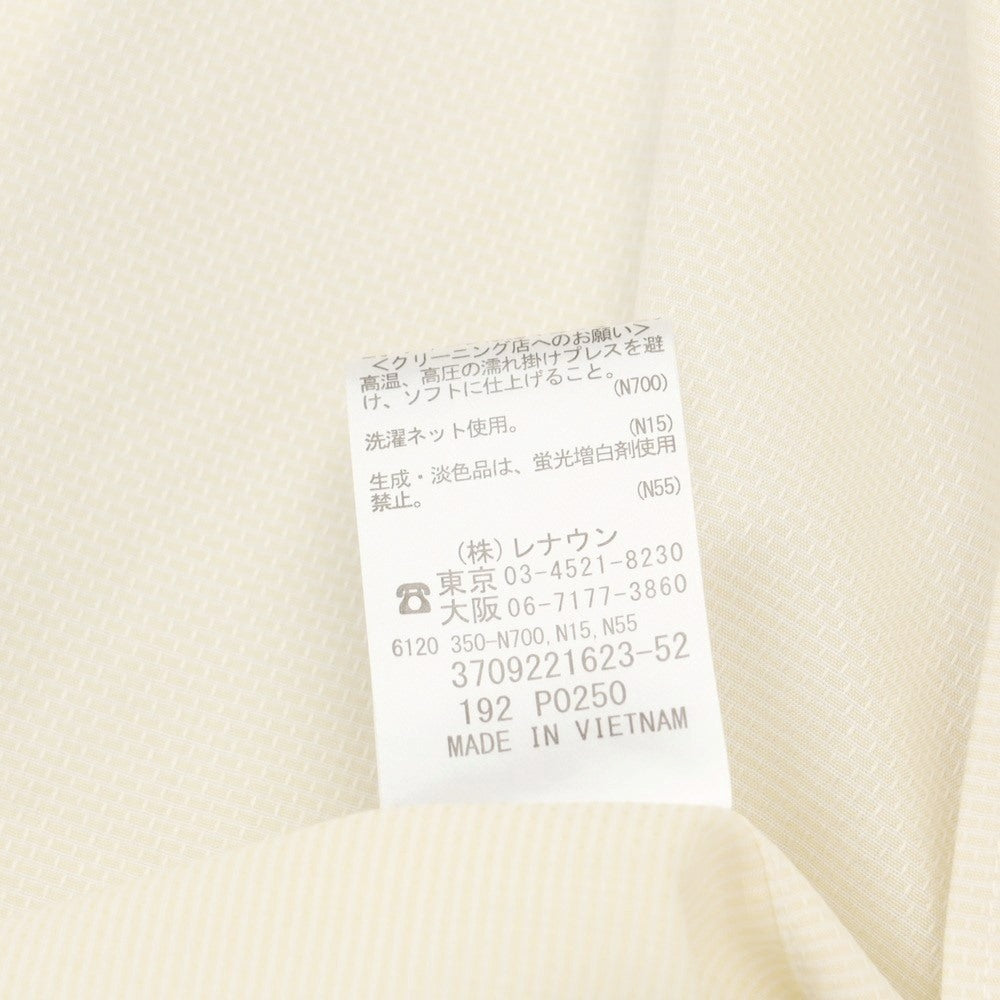 ＜クリーニング店へのお願い＞
高温、高圧の濡れ掛けプレスを避
け、ソフトに仕上げること。
(N700)
洗濯ネット使用。 (N15)
生成・淡色品は、蛍光増白剤使用
禁止。 (N55)
(株)レナウン
☎東京 03-4521-8230
大阪 06-7177-3860
6120 350-N700,N15,N55
3709221623-52
192 P0250
MADE IN VIETNAM